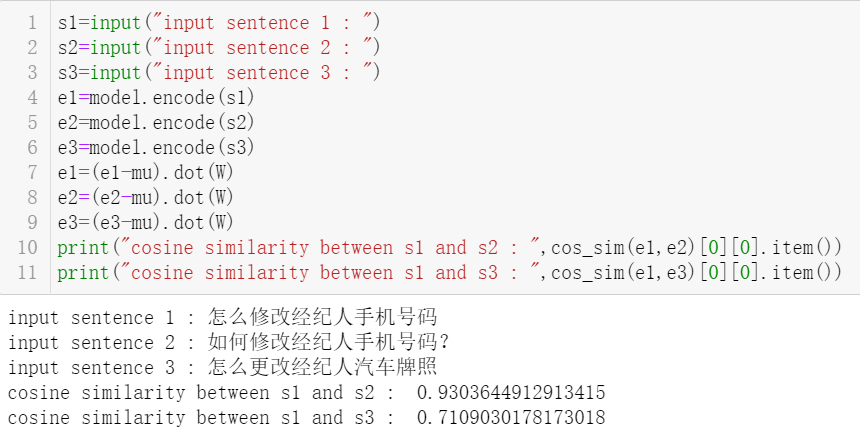 1 s1=input("input sentence 1 : ")
2 s2=input("input sentence 2 : ")
3 s3=input("input sentence 3 : ")
4 e1=model.encode(s1)
5 e2=model.encode(s2)
6 e3=model.encode(s3)
7 e1=(e1-mu).dot(W)
8 e2=(e2-mu).dot(W)
9 e3=(e3-mu).dot(W)
10 print("cosine similarity between s1 and s2 : ",cos_sim(e1,e2)[0][0].item())
11 print("cosine similarity between s1 and s3 : ",cos_sim(e1,e3)[0][0].item())
input sentence 1 : 怎么修改经纪人手机号码
input sentence 2 : 如何修改经纪人手机号码？
input sentence 3 : 怎么更改经纪人汽车牌照
cosine similarity between s1 and s2 :  0.9303644912913415
cosine similarity between s1 and s3 :  0.7109030178173018